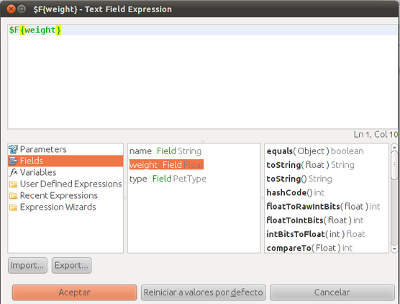 $F{weight} - Text Field Expression
$F{weight}
Ln 1, Col 10
Parameters
Fields
Variables
User Defined Expressions
Recent Expressions
Expression Wizards
name Field String
weight Field Float
type Field PetType
equals( Object ) boolean
toString( float ) String
toString() String
hashCode() int
floatToRawIntBits( float ) int
floatToIntBits( float ) int
intBitsToFloat( int ) float
compareTo( Float ) int
Import... Export...
Aceptar Reiniciar a valores por defecto Cancelar